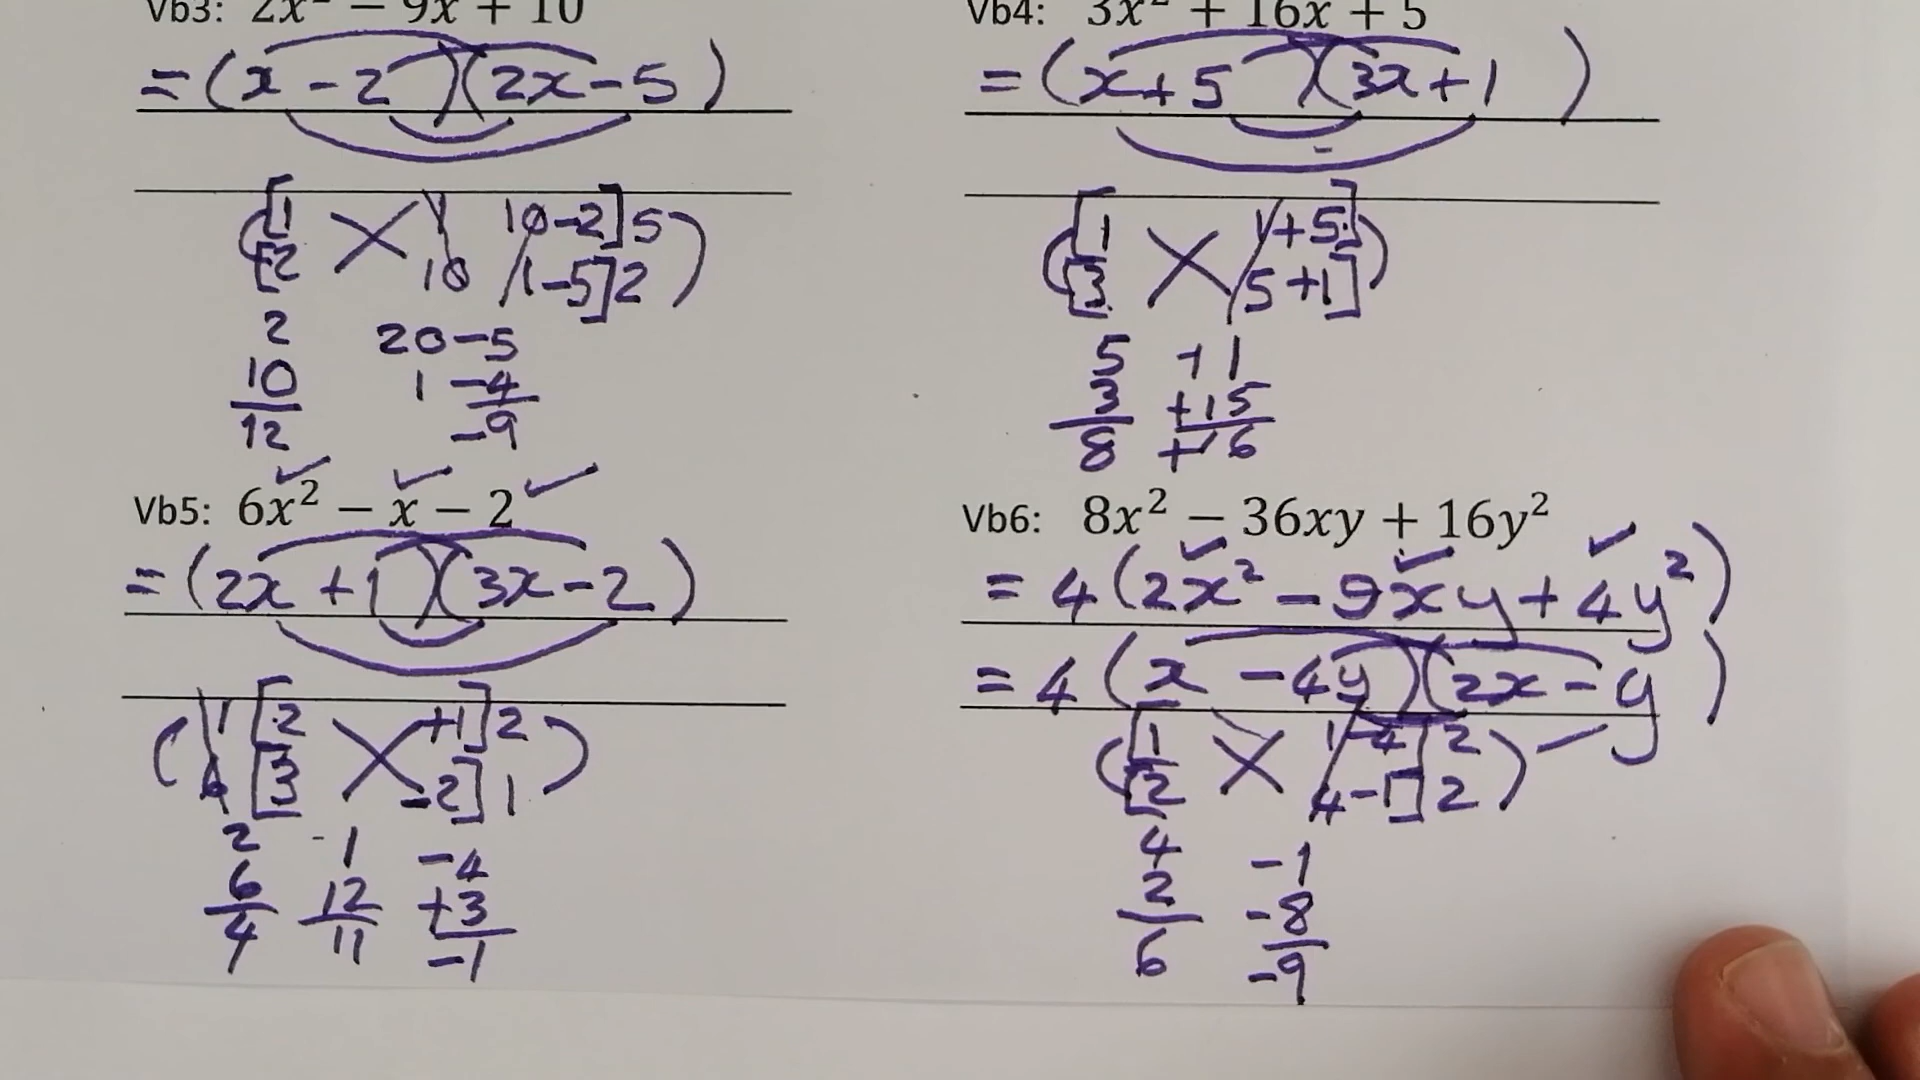 Vb3: 2x² − 9x + 10
= (x − 2)(2x − 5)
[1 1 10 −2] 5
[2 10 1 −5] 2
2 20 −5
10 1 −4
12 −9
Vb4: 3x² + 16x + 5
= (x + 5)(3x + 1)
[1 1 +5]
[3 5 +1]
5 +1
3 +15
8 +16
Vb5: 6x² − x − 2
= (2x + 1)(3x − 2)
( 1 [2 +1] 2 )
6 [3 −2] 1
2 1 −4
6 12 +3
4 11 −1
Vb6: 8x² − 36xy + 16y²
= 4(2x² − 9xy + 4y²)
= 4(x − 4y)(2x − y)
[1 1 −4] 2
[2 4 −1] 2
4 −1
2 −8
6 −9